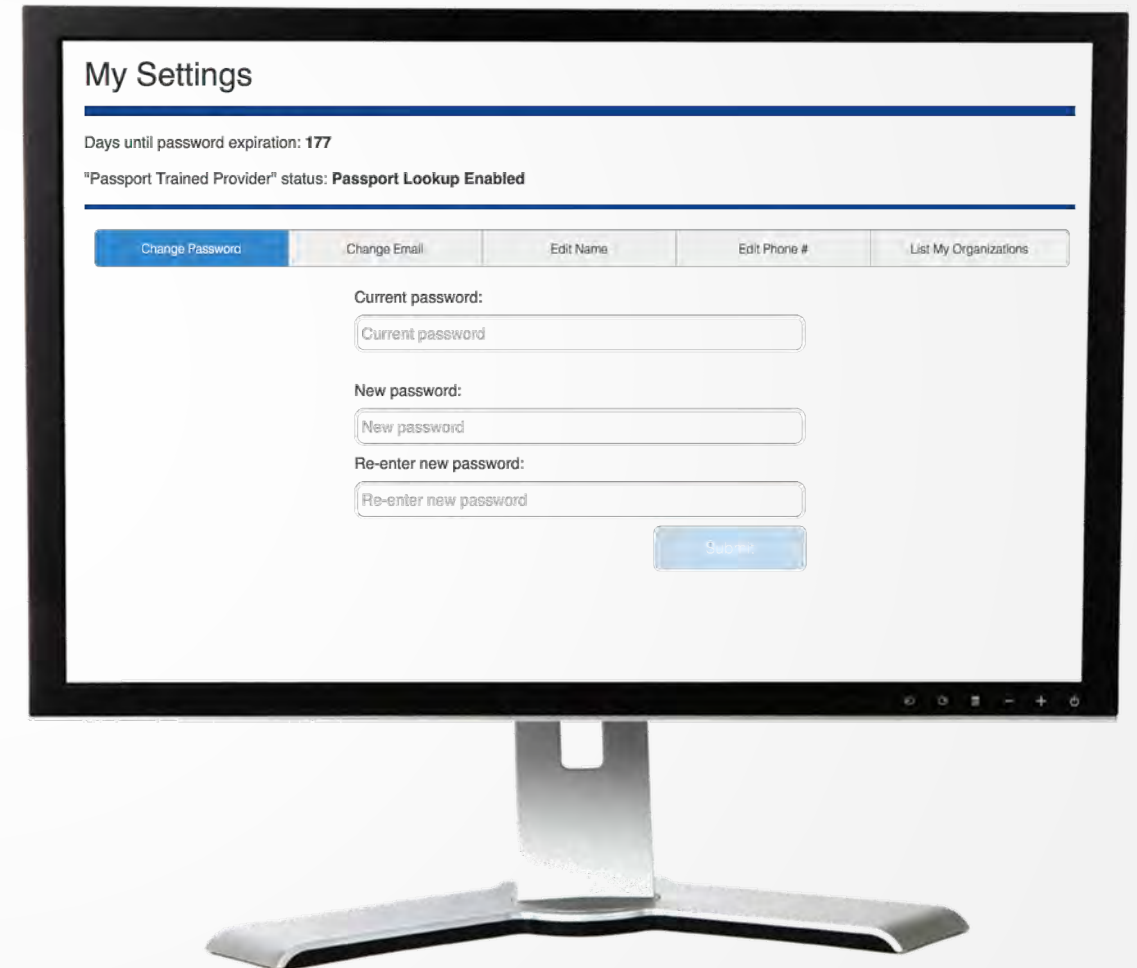 My Settings
Days until password expiration: 177
"Passport Trained Provider" status: Passport Lookup Enabled
Change Password Change Email Edit Name Edit Phone # List My Organizations
Current password:
Current password
New password:
New password
Re-enter new password:
Re-enter new password
Submit